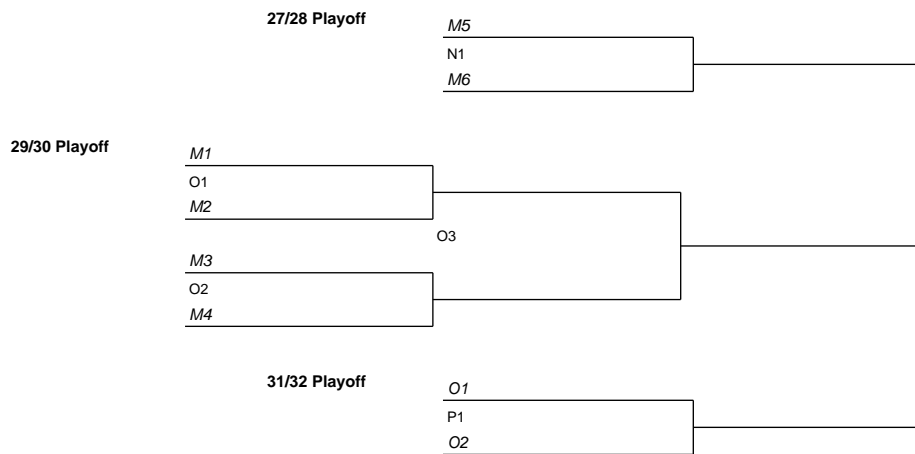 27/28 Playoff
M5
N1
M6
29/30 Playoff
M1
O1
M2
O3
M3
O2
M4
31/32 Playoff
O1
P1
O2